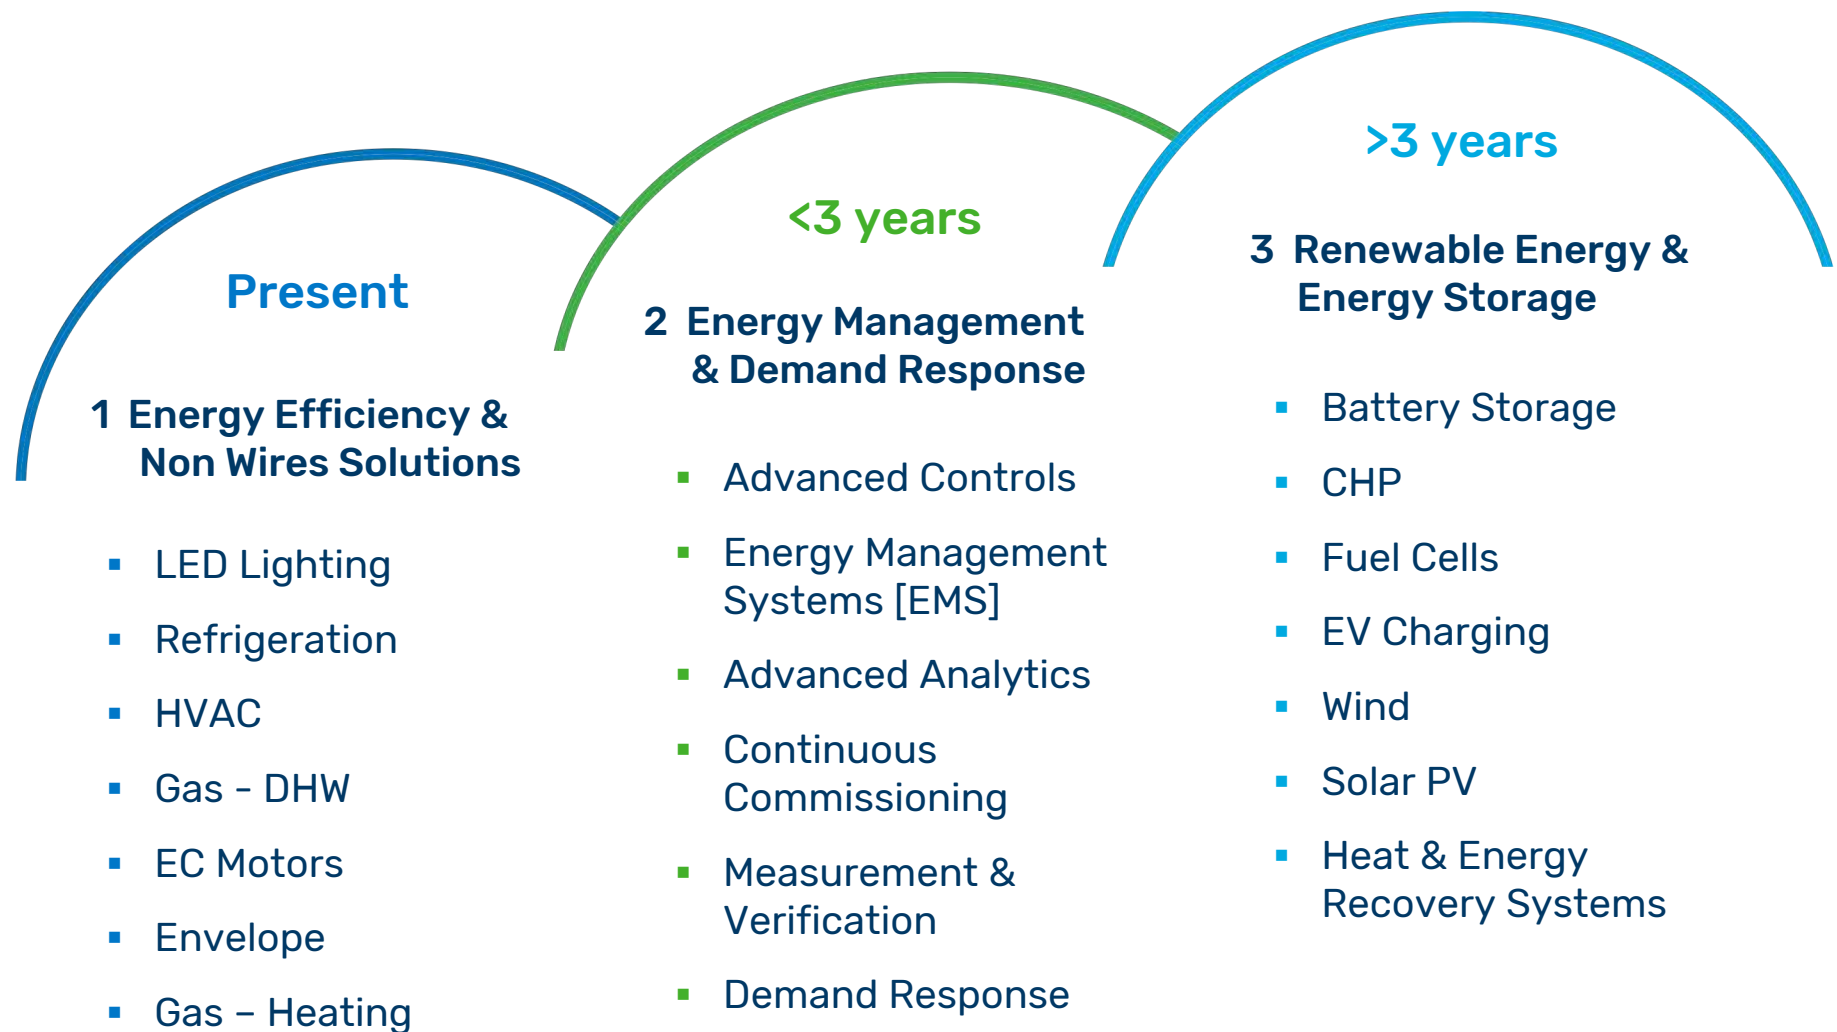 Present
1 Energy Efficiency &
Non Wires Solutions
▪ LED Lighting
▪ Refrigeration
▪ HVAC
▪ Gas - DHW
▪ EC Motors
▪ Envelope
▪ Gas – Heating
<3 years
2 Energy Management
& Demand Response
▪ Advanced Controls
▪ Energy Management
Systems [EMS]
▪ Advanced Analytics
▪ Continuous
Commissioning
▪ Measurement &
Verification
▪ Demand Response
>3 years
3 Renewable Energy &
Energy Storage
▪ Battery Storage
▪ CHP
▪ Fuel Cells
▪ EV Charging
▪ Wind
▪ Solar PV
▪ Heat & Energy
Recovery Systems